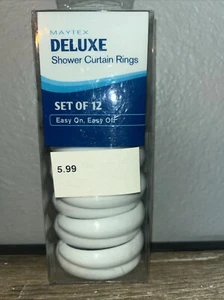 MAYTEX
DELUXE
Shower Curtain Rings
SET OF 12
Easy On, Easy Off
5.99